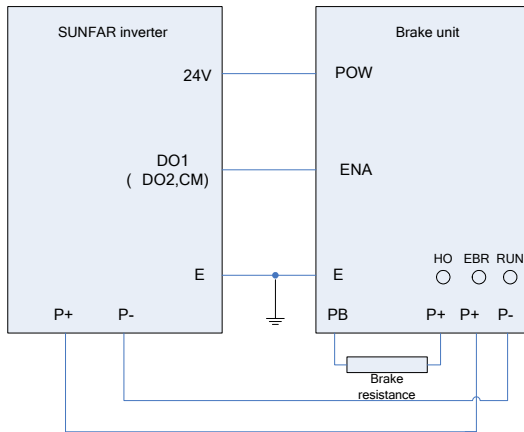 SUNFAR inverter
Brake unit
24V
POW
DO1
( DO2,CM)
ENA
E
E
HO EBR RUN
P+ P-
PB P+ P+ P-
Brake
resistance